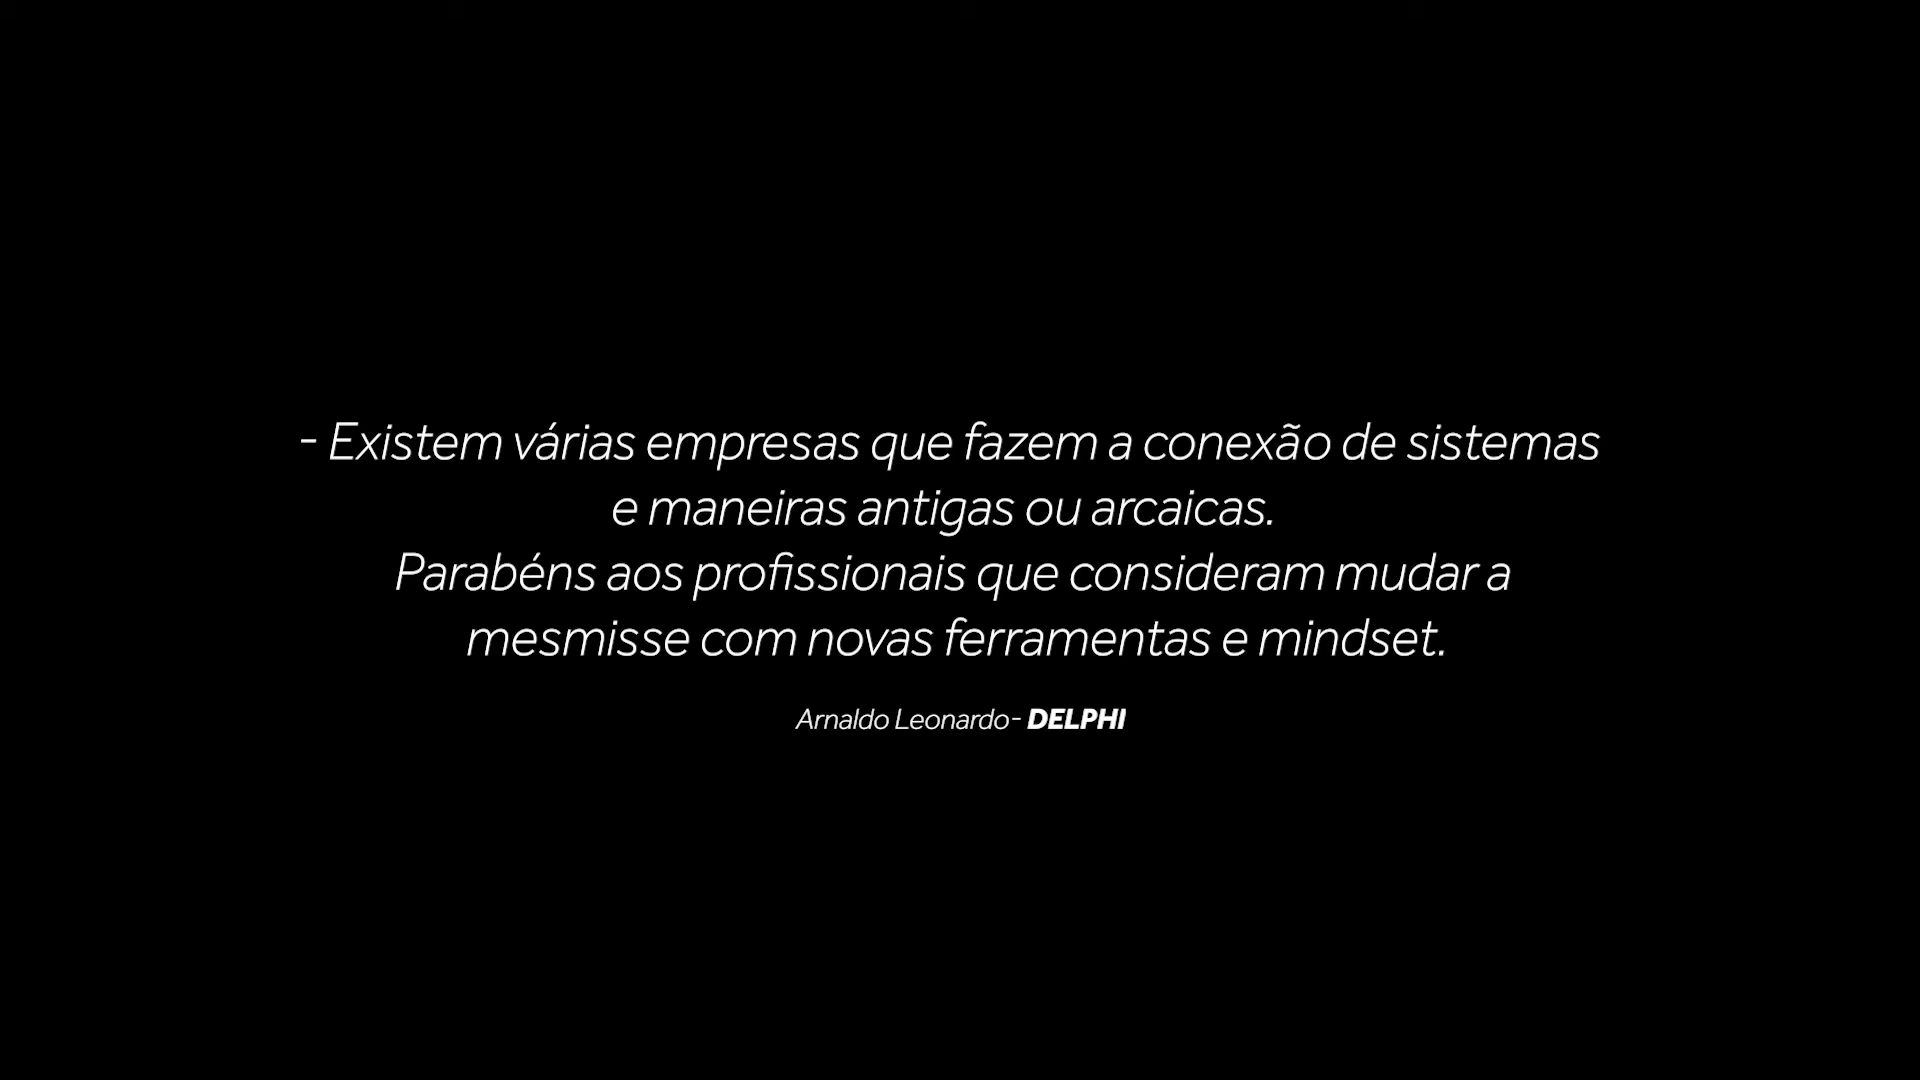 - Existem várias empresas que fazem a conexão de sistemas
e maneiras antigas ou arcaicas.
Parabéns aos profissionais que consideram mudar a
mesmisse com novas ferramentas e mindset.
Arnaldo Leonardo- DELPHI